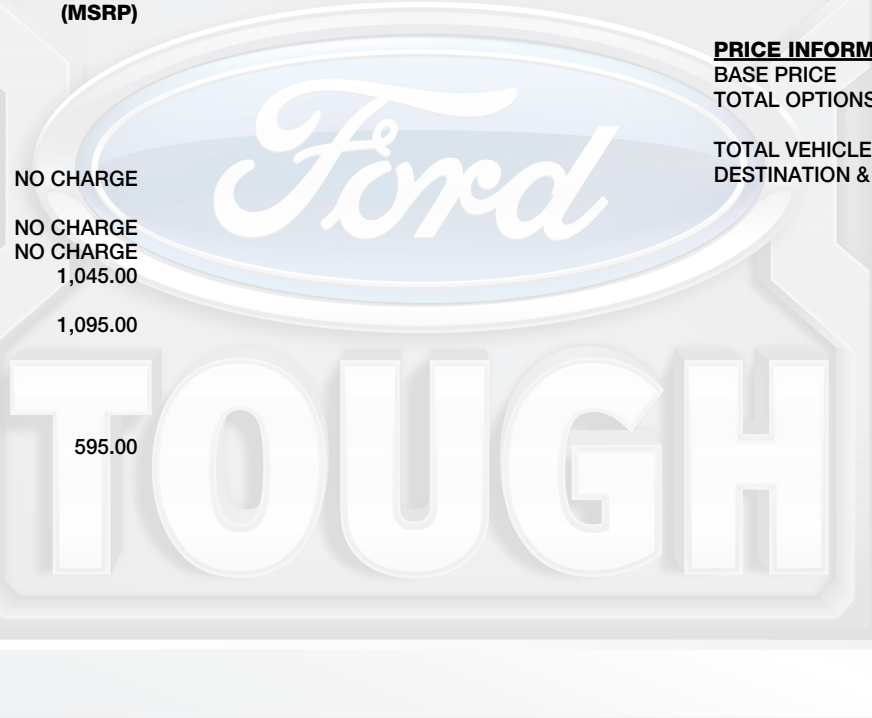 (MSRP)
PRICE INFORM
BASE PRICE
TOTAL OPTIONS
TOTAL VEHICLE
DESTINATION &
NO CHARGE
NO CHARGE
NO CHARGE
1,045.00
1,095.00
595.00
Ford
TOUGH